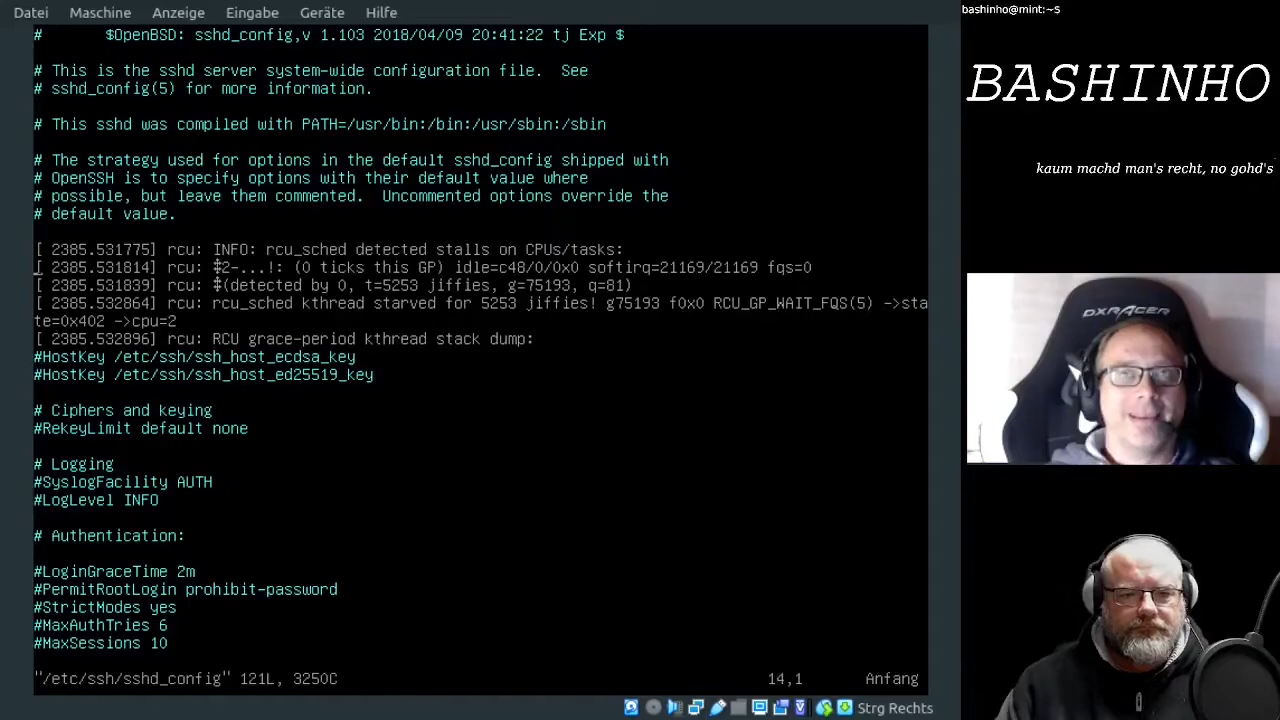 Datei Maschine Anzeige Eingabe Geräte Hilfe
bashinho@mint:~$
# $OpenBSD: sshd_config,v 1.103 2018/04/09 20:41:22 tj Exp $
# This is the sshd server system-wide configuration file. See
# sshd_config(5) for more information.
# This sshd was compiled with PATH=/usr/bin:/bin:/usr/sbin:/sbin
# The strategy used for options in the default sshd_config shipped with
# OpenSSH is to specify options with their default value where
# possible, but leave them commented. Uncommented options override the
# default value.
[ 2385.531775] rcu: INFO: rcu_sched detected stalls on CPUs/tasks:
[ 2385.531814] rcu: ‡2-...!: (0 ticks this GP) idle=c48/0/0x0 softirq=21169/21169 fqs=0
[ 2385.531839] rcu: ‡(detected by 0, t=5253 jiffies, g=75193, q=81)
[ 2385.532864] rcu: rcu_sched kthread starved for 5253 jiffies! g75193 f0x0 RCU_GP_WAIT_FQS(5) ->sta
te=0x402 ->cpu=2
[ 2385.532896] rcu: RCU grace-period kthread stack dump:
#HostKey /etc/ssh/ssh_host_ecdsa_key
#HostKey /etc/ssh/ssh_host_ed25519_key
# Ciphers and keying
#RekeyLimit default none
# Logging
#SyslogFacility AUTH
#LogLevel INFO
# Authentication:
#LoginGraceTime 2m
#PermitRootLogin prohibit-password
#StrictModes yes
#MaxAuthTries 6
#MaxSessions 10
"/etc/ssh/sshd_config" 121L, 3250C 14,1 Anfang
Strg Rechts
BASHINHO
kaum machd man's recht, no gohd's
DXRACER